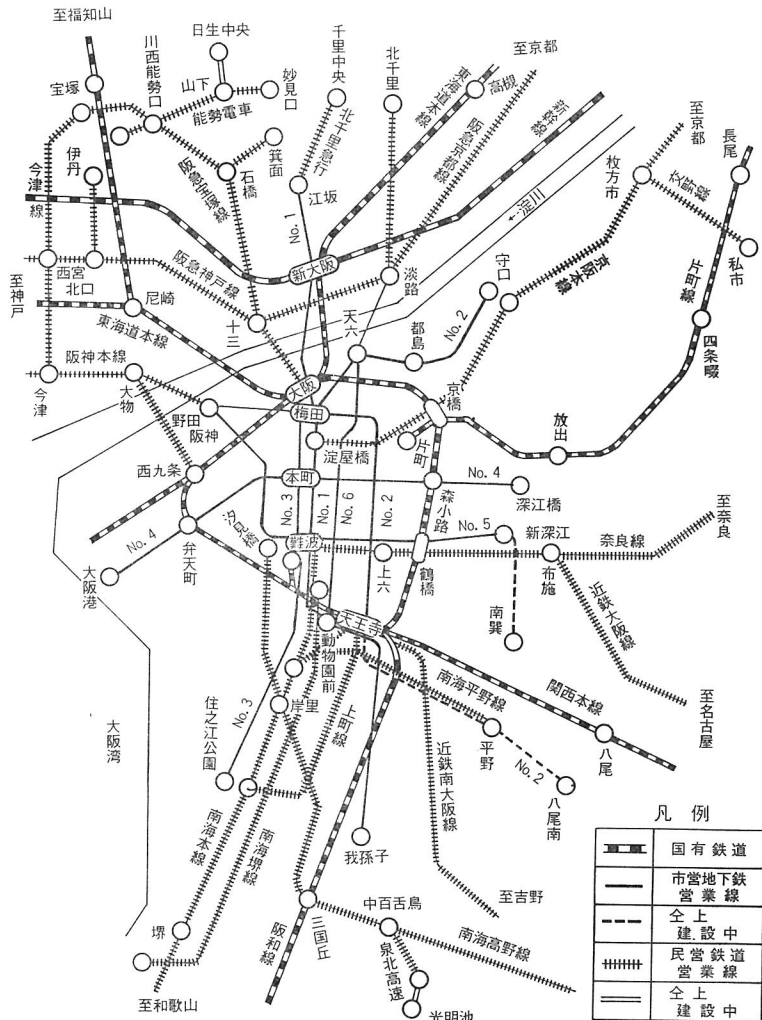 至福知山
日生中央
川西能勢口
千里中央
北千里
至京都
宝塚
山下
妙見口
能勢電車
東海道本線
高槻
新幹線
伊丹
箕面
北千里急行
阪急京都線
至京都
長尾
今津線
阪急宝塚線
石橋
江坂
枚方市
交野線
No. 1
←淀川
新大阪
守口
京阪本線
片町線
私市
西宮北口
阪急神戸線
淡路
至神戸
尼崎
東海道本線
十三
天六
都島
No. 2
四条畷
阪神本線
大阪
京橋
今津
大物
野田阪神
梅田
淀屋橋
片町
放出
西九条
本町
No. 4
深江橋
No. 3
No. 1
No. 6
No. 2
森小路
汐見橋
No. 5
新深江
至奈良
No. 4
弁天町
難波
奈良線
大阪港
上六
鶴橋
布施
南巽
近鉄大阪線
天王寺
動物園前
南海平野線
関西本線
至名古屋
大阪湾
住之江公園
No. 3
岸里
上町線
近鉄南大阪線
平野
No. 2
八尾
八尾南
南海本線
南海堺線
我孫子
至吉野
堺
阪和線
三国丘
中百舌鳥
泉北高速
南海高野線
至和歌山
光明池
凡例
国有鉄道
市営地下鉄
営業線
仝上
建設中
民営鉄道
営業線
仝上
建設中